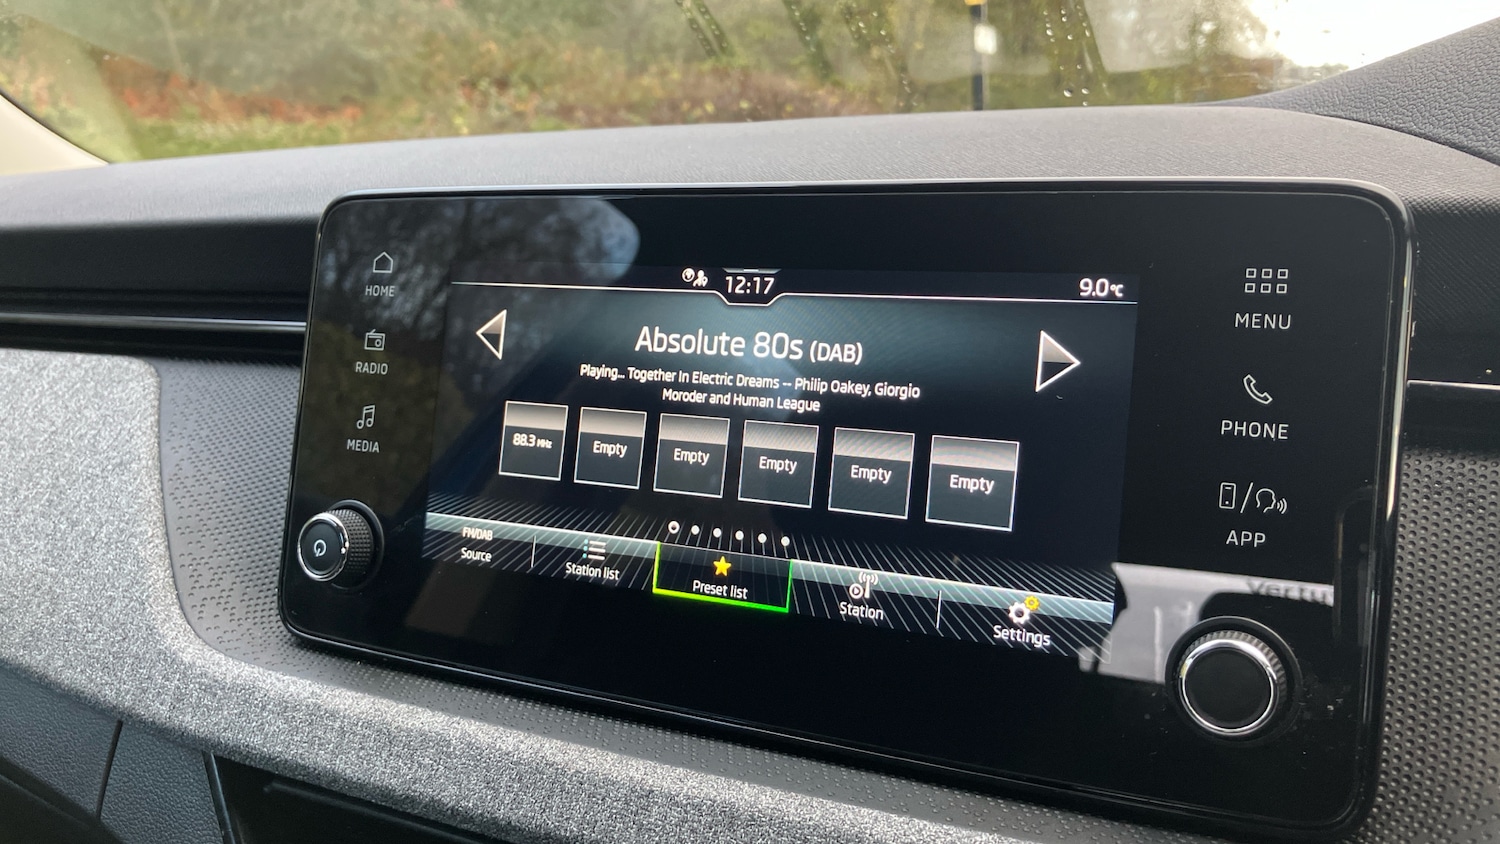 HOME
RADIO
MEDIA
12:17
9.0°C
Absolute 80s (DAB)
Playing... Together In Electric Dreams -- Philip Oakey, Giorgio
Moroder and Human League
88.3 MHz
Empty
Empty
Empty
Empty
Empty
FM/DAB
Source
Station list
Preset list
Station
Settings
MENU
PHONE
APP